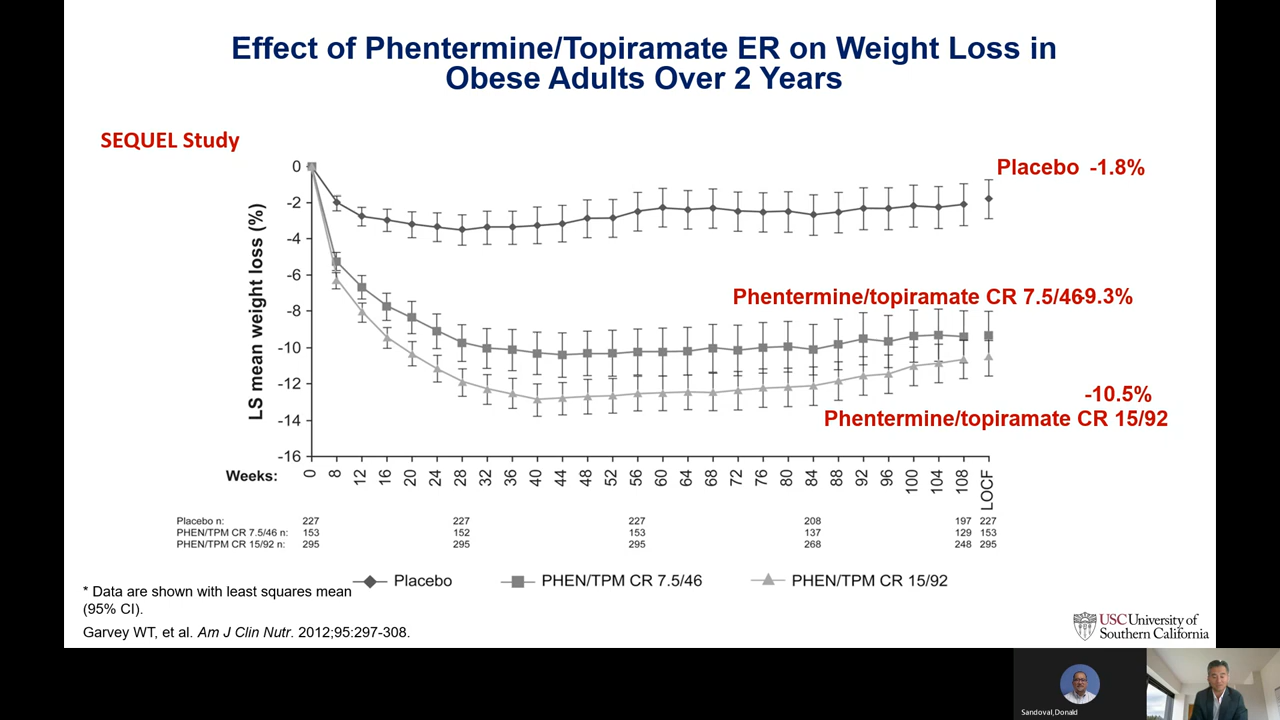 Effect of Phentermine/Topiramate ER on Weight Loss in
Obese Adults Over 2 Years
SEQUEL Study
Placebo -1.8%
Phentermine/topiramate CR 7.5/46-9.3%
-10.5%
Phentermine/topiramate CR 15/92
LS mean weight loss (%)
0
-2
-4
-6
-8
-10
-12
-14
-16
Weeks: 0 8 12 16 20 24 28 32 36 40 44 48 52 56 60 64 68 72 76 80 84 88 92 96 100 104 108 LOCF
Placebo n: 227 227 227 208 197 227
PHEN/TPM CR 7.5/46 n: 153 152 153 137 129 153
PHEN/TPM CR 15/92 n: 295 295 295 268 248 295
Placebo PHEN/TPM CR 7.5/46 PHEN/TPM CR 15/92
* Data are shown with least squares mean
(95% CI).
Garvey WT, et al. Am J Clin Nutr. 2012;95:297-308.
USC University of
Southern California
Sandoval,Donald